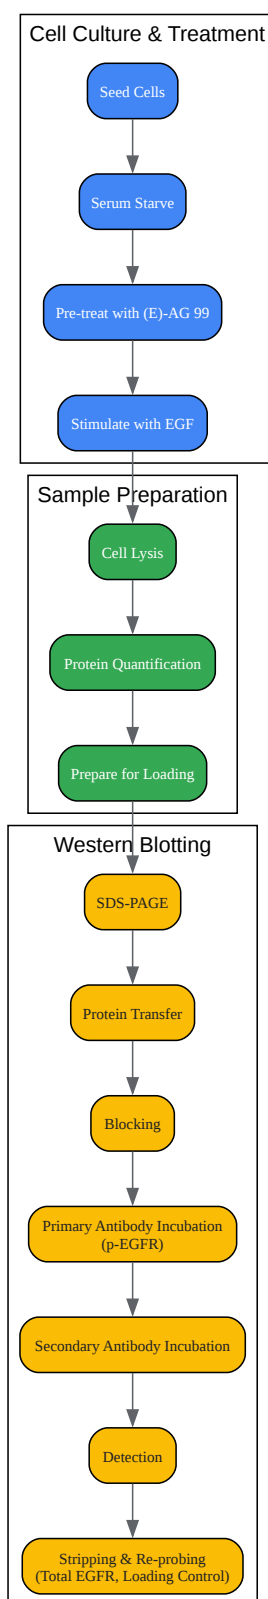 Cell Culture & Treatment
Seed Cells
Serum Starve
Pre-treat with (E)-AG 99
Stimulate with EGF
Sample Preparation
Cell Lysis
Protein Quantification
Prepare for Loading
Western Blotting
SDS-PAGE
Protein Transfer
Blocking
Primary Antibody Incubation
(p-EGFR)
Secondary Antibody Incubation
Detection
Stripping & Re-probing
(Total EGFR, Loading Control)